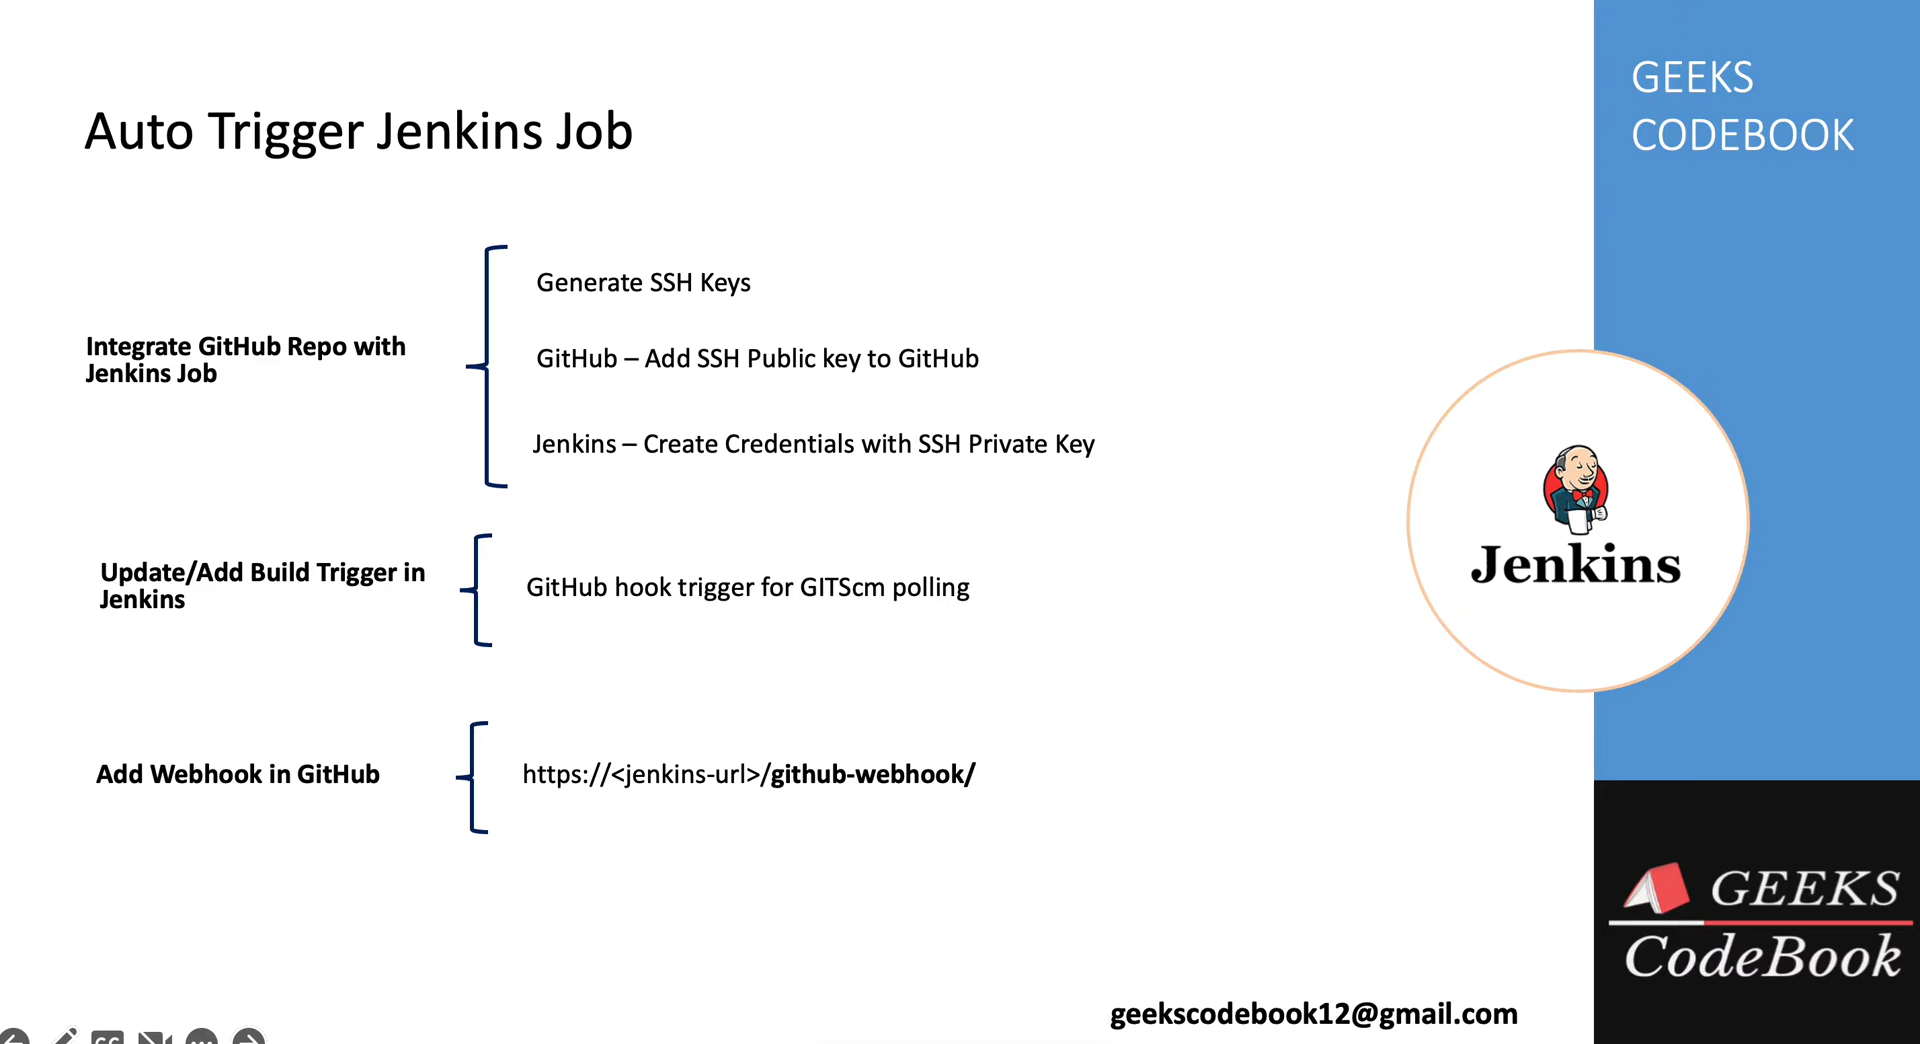 Auto Trigger Jenkins Job
Integrate GitHub Repo with
Jenkins Job
Generate SSH Keys
GitHub – Add SSH Public key to GitHub
Jenkins – Create Credentials with SSH Private Key
Update/Add Build Trigger in
Jenkins
GitHub hook trigger for GITScm polling
Add Webhook in GitHub
https://<jenkins-url>/github-webhook/
GEEKS
CODEBOOK
Jenkins
GEEKS
CodeBook
geekscodebook12@gmail.com